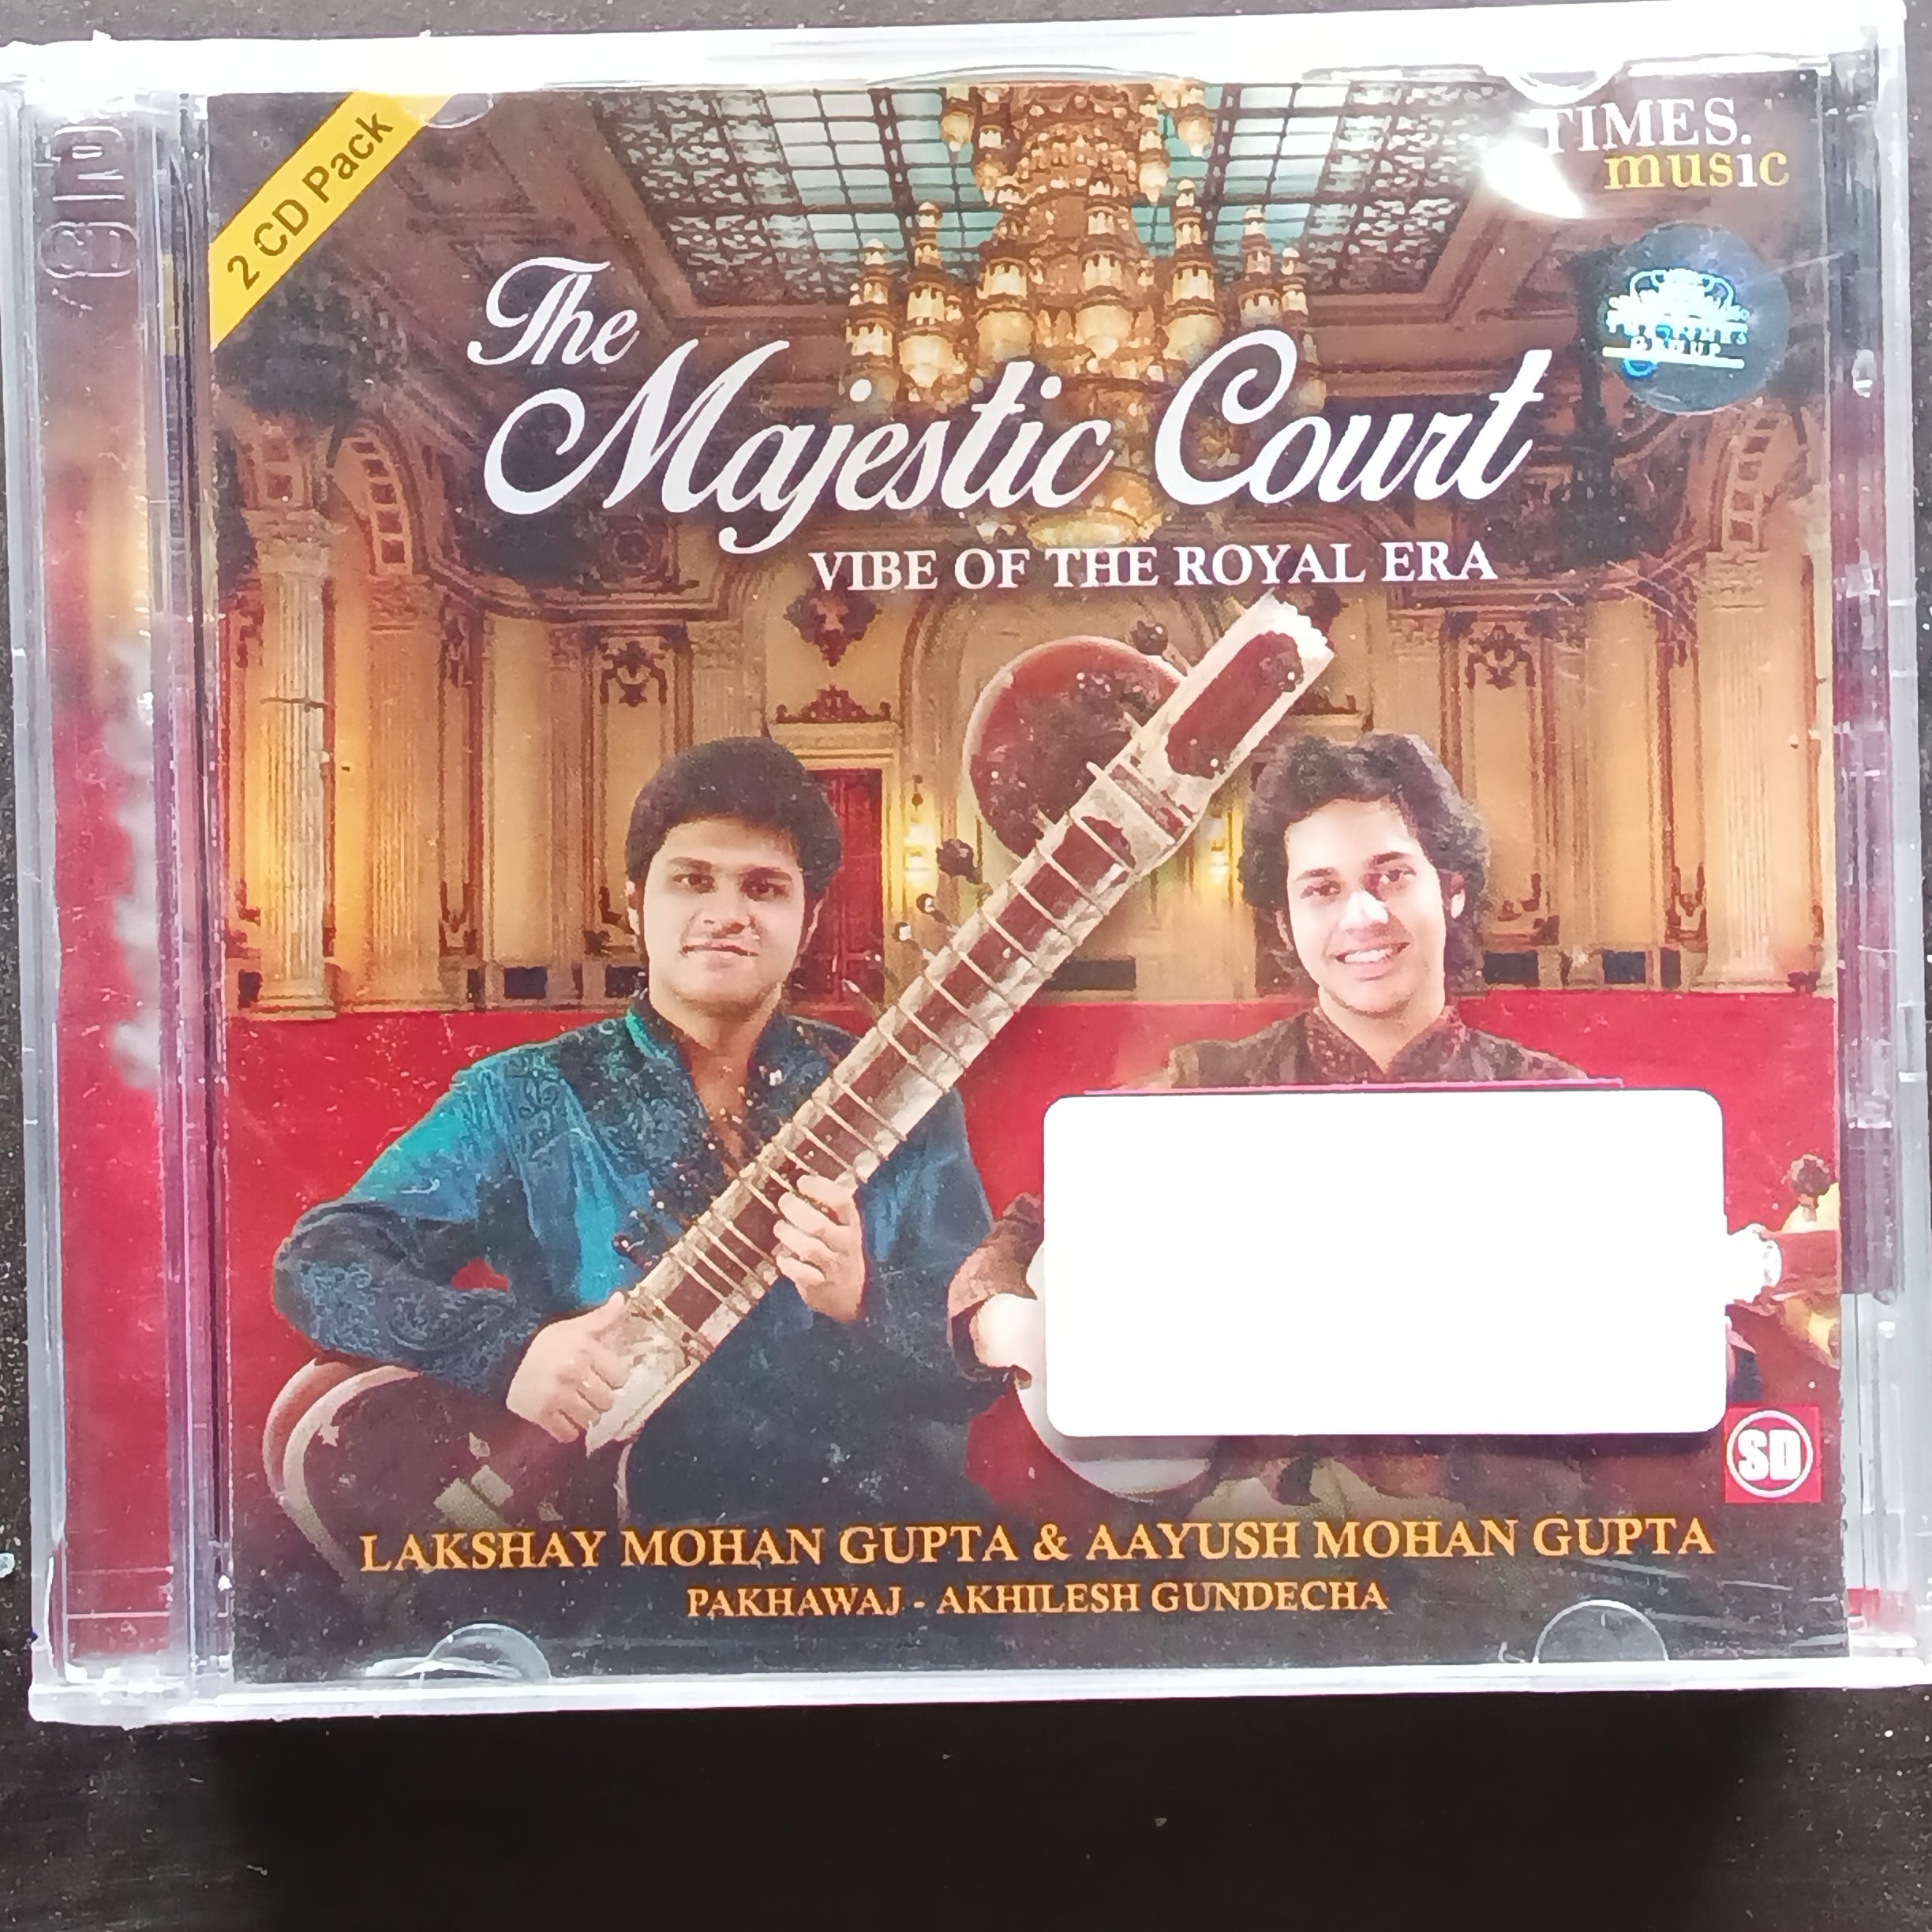 2 CD Pack
TIMES.
music
The
Majestic Court
VIBE OF THE ROYAL ERA
GROUP
SD
LAKSHAY MOHAN GUPTA & AAYUSH MOHAN GUPTA
PAKHAWAJ - AKHILESH GUNDECHA